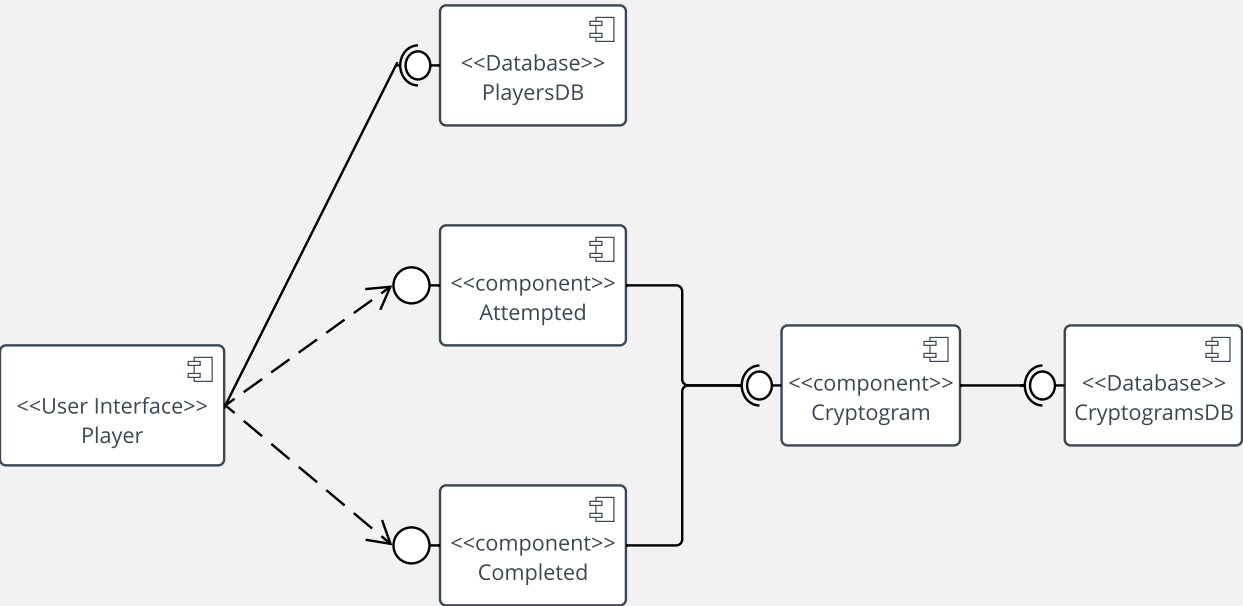 <<Database>>
PlayersDB
<<component>>
Attempted
<<User Interface>>
Player
<<component>>
Cryptogram
<<Database>>
CryptogramsDB
<<component>>
Completed